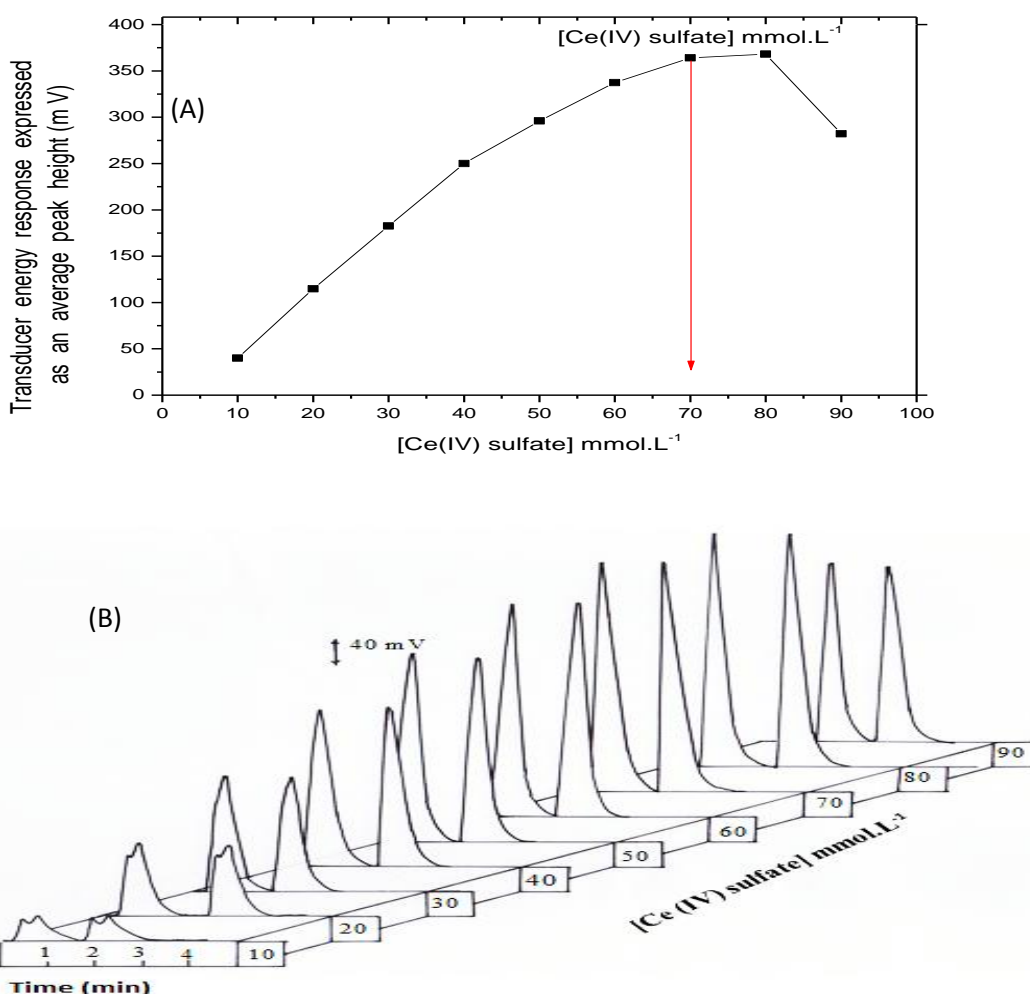 Transducer energy response expressed
as an average peak height (m V)
400
350
300
250
200
150
100
50
0
(A)
[Ce(IV) sulfate] mmol.L-1
0 10 20 30 40 50 60 70 80 90 100
[Ce(IV) sulfate] mmol.L-1
(B)
40 mV
90
80
70
60
50
40
30
20
10
1 2 3 4
[Ce (IV) sulfate] mmol.L-1
Time (min)